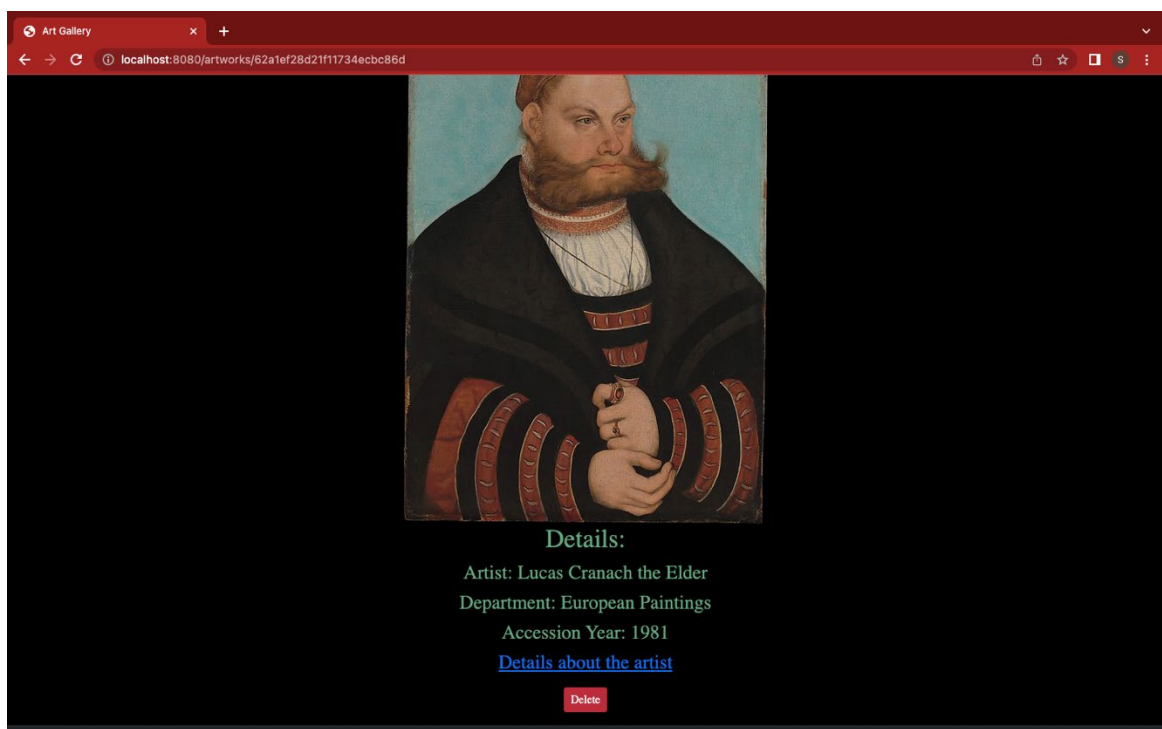 Art Gallery
localhost:8080/artworks/62a1ef28d21f11734ecbc86d
S
Details:
Artist: Lucas Cranach the Elder
Department: European Paintings
Accession Year: 1981
Details about the artist
Delete